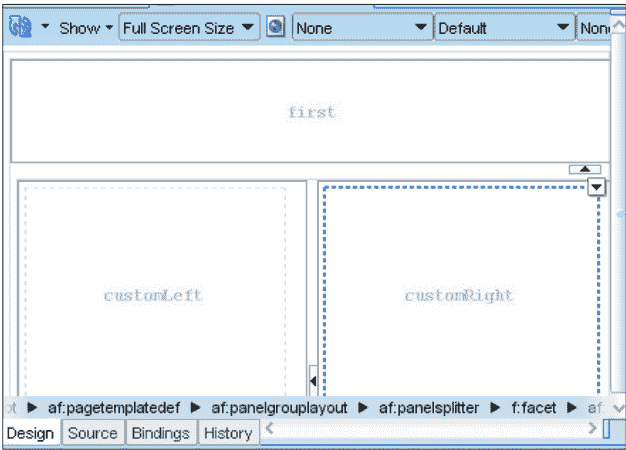 Show Full Screen Size None Default
first
customLeft customRight
af:pagetemplatedef af:panelgrouplayout af:panelsplitter f:facet af:
Design Source Bindings History